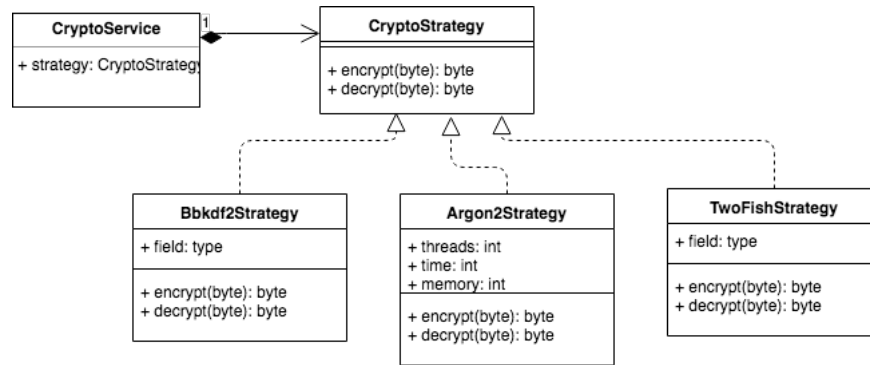 CryptoService
1
+ strategy: CryptoStrategy
CryptoStrategy
+ encrypt(byte): byte
+ decrypt(byte): byte
Bbkdf2Strategy
+ field: type
+ encrypt(byte): byte
+ decrypt(byte): byte
Argon2Strategy
+ threads: int
+ time: int
+ memory: int
+ encrypt(byte): byte
+ decrypt(byte): byte
TwoFishStrategy
+ field: type
+ encrypt(byte): byte
+ decrypt(byte): byte